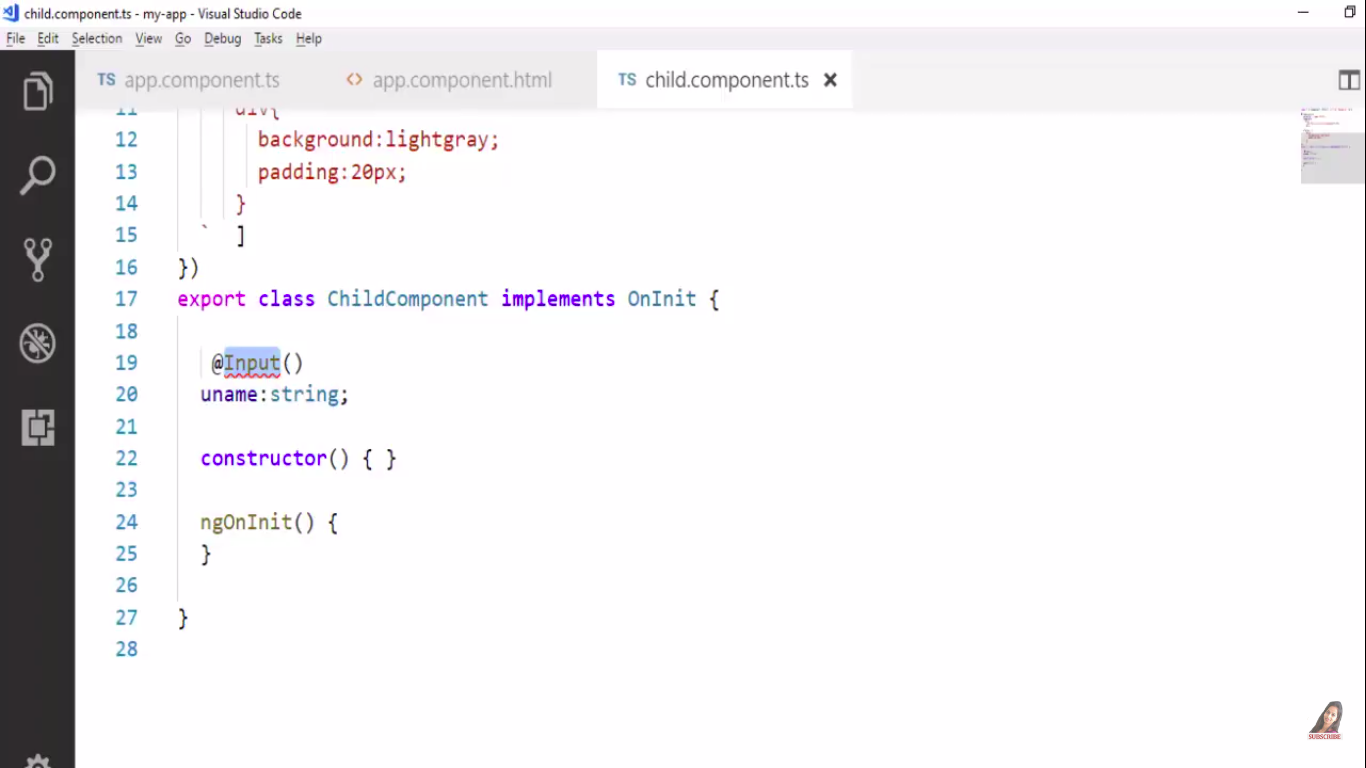 child.component.ts - my-app - Visual Studio Code
File Edit Selection View Go Debug Tasks Help
TS app.component.ts <> app.component.html TS child.component.ts ×
11 div{
12 background:lightgray;
13 padding:20px;
14 }
15 ` ]
16 })
17 export class ChildComponent implements OnInit {
18
19 @Input()
20 uname:string;
21
22 constructor() { }
23
24 ngOnInit() {
25 }
26
27 }
28
SUBSCRIBE